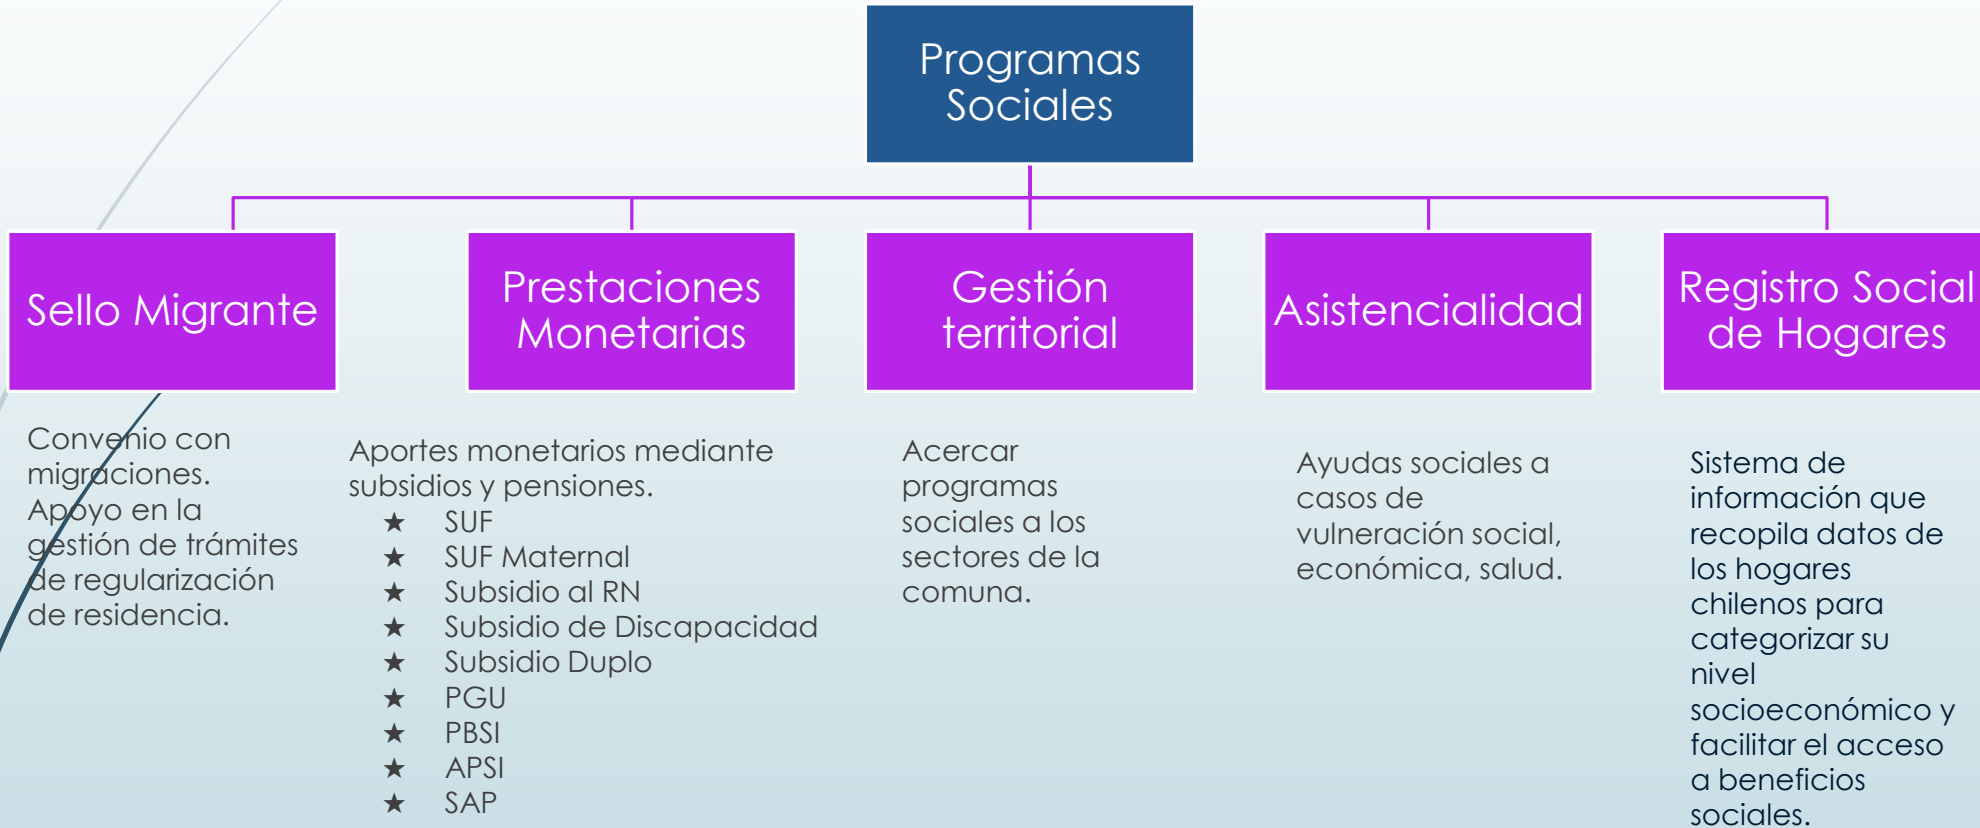 Programas
Sociales
Sello Migrante
Prestaciones
Monetarias
Gestión
territorial
Asistencialidad
Registro Social
de Hogares
Convenio con
migraciones.
Apoyo en la
gestión de trámites
de regularización
de residencia.
Aportes monetarios mediante
subsidios y pensiones.
★ SUF
★ SUF Maternal
★ Subsidio al RN
★ Subsidio de Discapacidad
★ Subsidio Duplo
★ PGU
★ PBSI
★ APSI
★ SAP
Acercar
programas
sociales a los
sectores de la
comuna.
Ayudas sociales a
casos de
vulneración social,
económica, salud.
Sistema de
información que
recopila datos de
los hogares
chilenos para
categorizar su
nivel
socioeconómico y
facilitar el acceso
a beneficios
sociales.